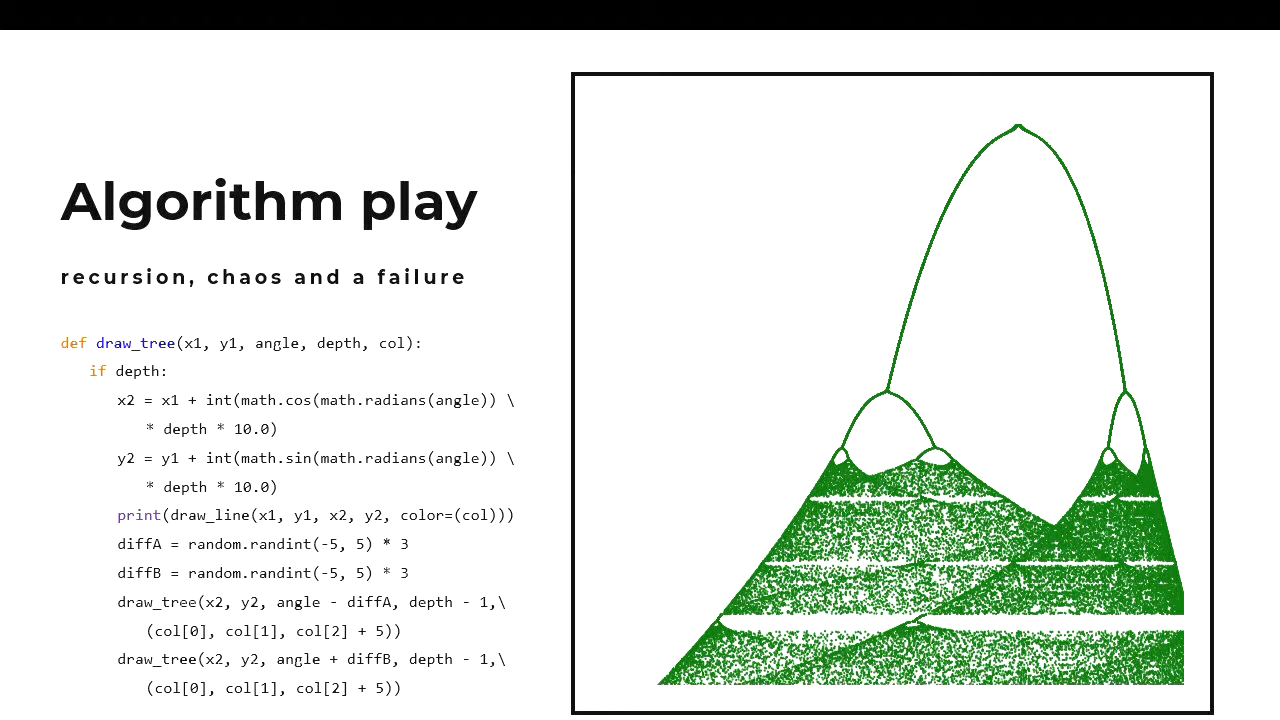 Algorithm play
recursion, chaos and a failure
def draw_tree(x1, y1, angle, depth, col):
if depth:
x2 = x1 + int(math.cos(math.radians(angle)) \
* depth * 10.0)
y2 = y1 + int(math.sin(math.radians(angle)) \
* depth * 10.0)
print(draw_line(x1, y1, x2, y2, color=(col)))
diffA = random.randint(-5, 5) * 3
diffB = random.randint(-5, 5) * 3
draw_tree(x2, y2, angle - diffA, depth - 1,\
(col[0], col[1], col[2] + 5))
draw_tree(x2, y2, angle + diffB, depth - 1,\
(col[0], col[1], col[2] + 5))